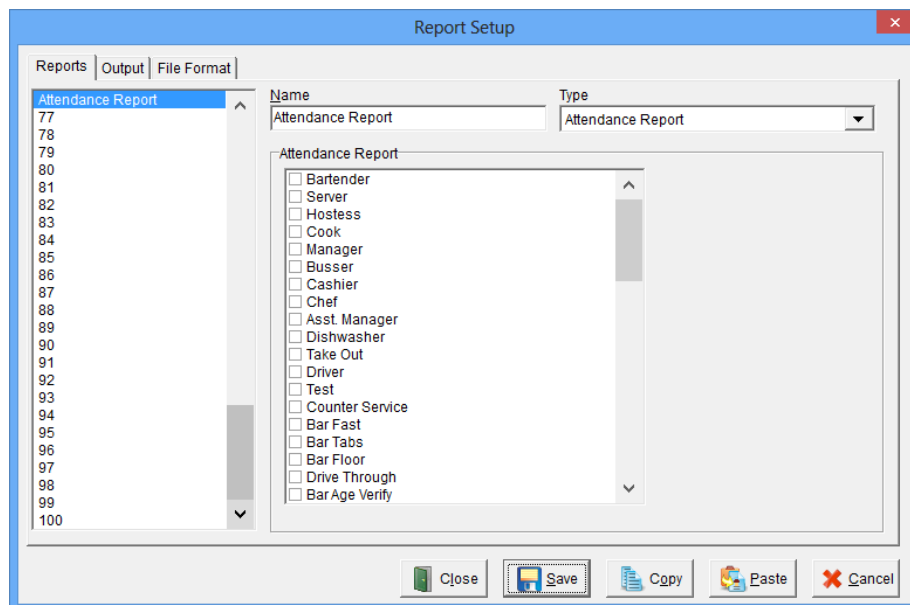 Report Setup
Reports
Output
File Format
Attendance Report
77
78
79
80
81
82
83
84
85
86
87
88
89
90
91
92
93
94
95
96
97
98
99
100
Name
Attendance Report
Type
Attendance Report
Attendance Report
Bartender
Server
Hostess
Cook
Manager
Busser
Cashier
Chef
Asst. Manager
Dishwasher
Take Out
Driver
Test
Counter Service
Bar Fast
Bar Tabs
Bar Floor
Drive Through
Bar Age Verify
Close
Save
Copy
Paste
Cancel